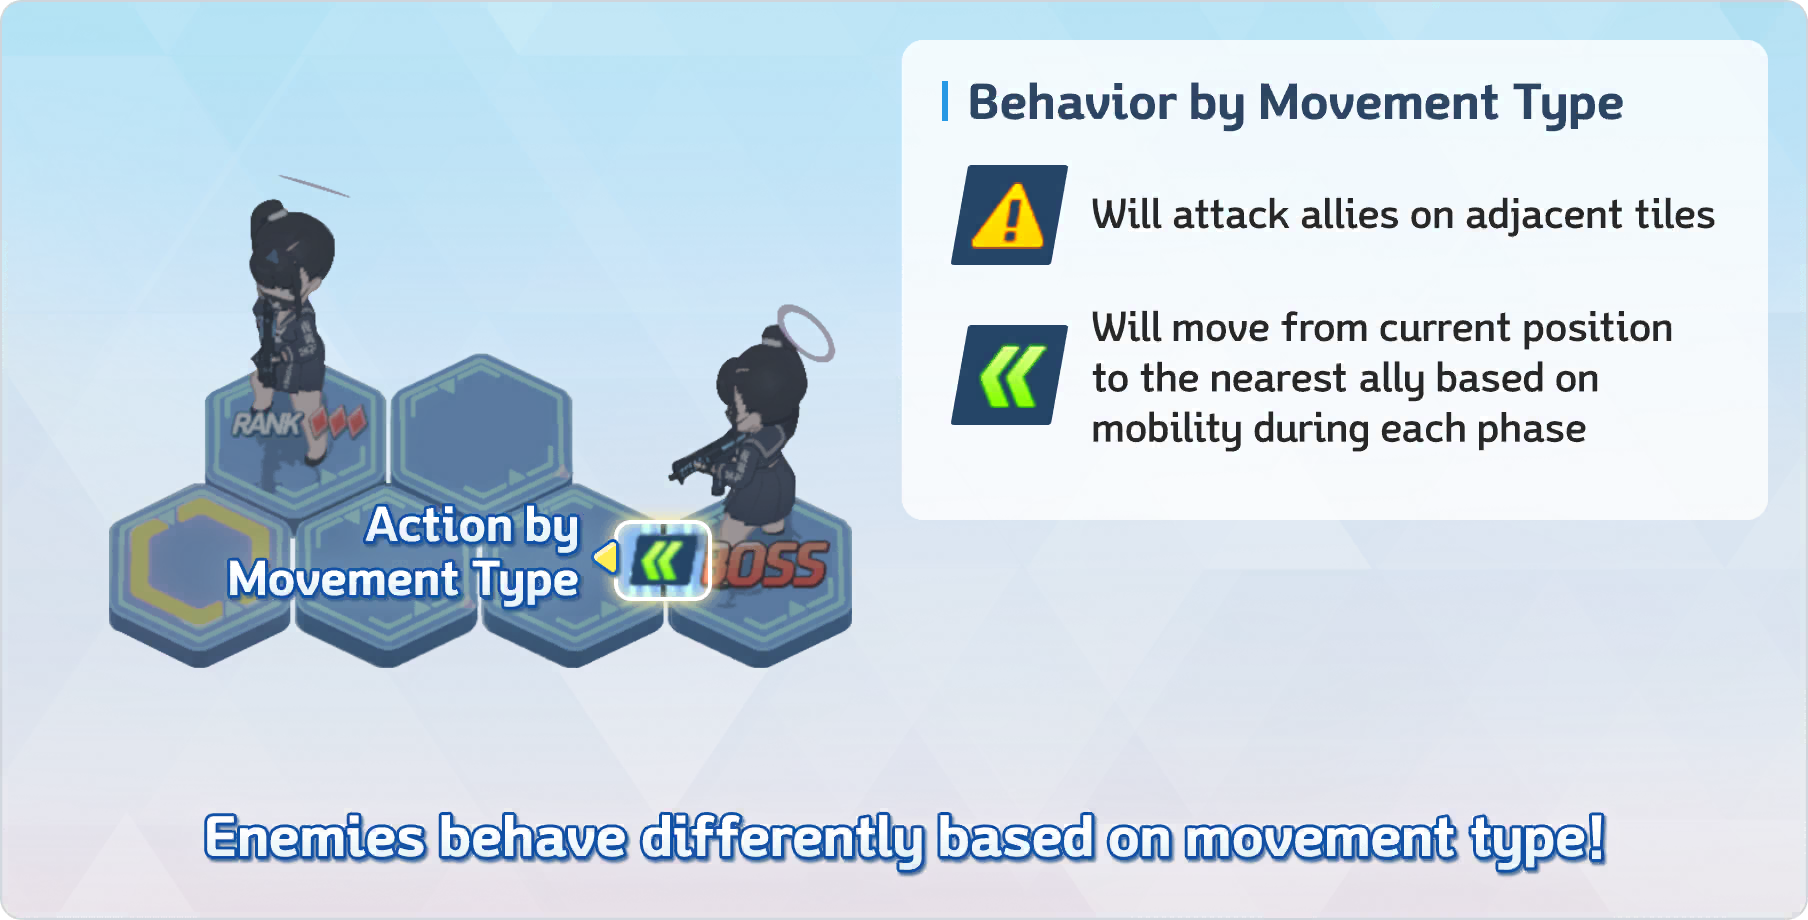 Behavior by Movement Type
Will attack allies on adjacent tiles
Will move from current position
to the nearest ally based on
mobility during each phase
RANK
Action by
Movement Type
BOSS
Enemies behave differently based on movement type!